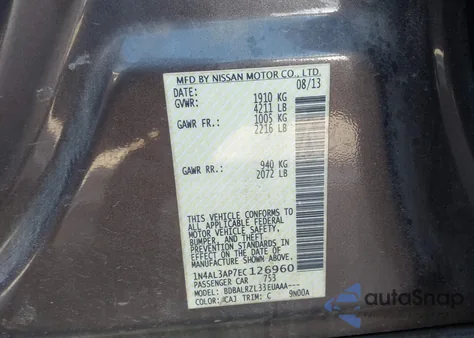 MFD BY NISSAN MOTOR CO., LTD.
DATE: 08/13
GVWR: 1910 KG
4211 LB
GAWR FR.: 1005 KG
2216 LB
GAWR RR.: 940 KG
2072 LB
THIS VEHICLE CONFORMS TO
ALL APPLICABLE FEDERAL
MOTOR VEHICLE SAFETY,
BUMPER, AND THEFT
PREVENTION STANDARDS IN
EFFECT ON THE DATE OF
MANUFACTURE SHOWN ABOVE.
1N4AL3AP7EC126960
PASSENGER CAR 753
MODEL: BDBALRZL33EUAAA---
COLOR: CAJ TRIM: C 9N00A
autoSnap